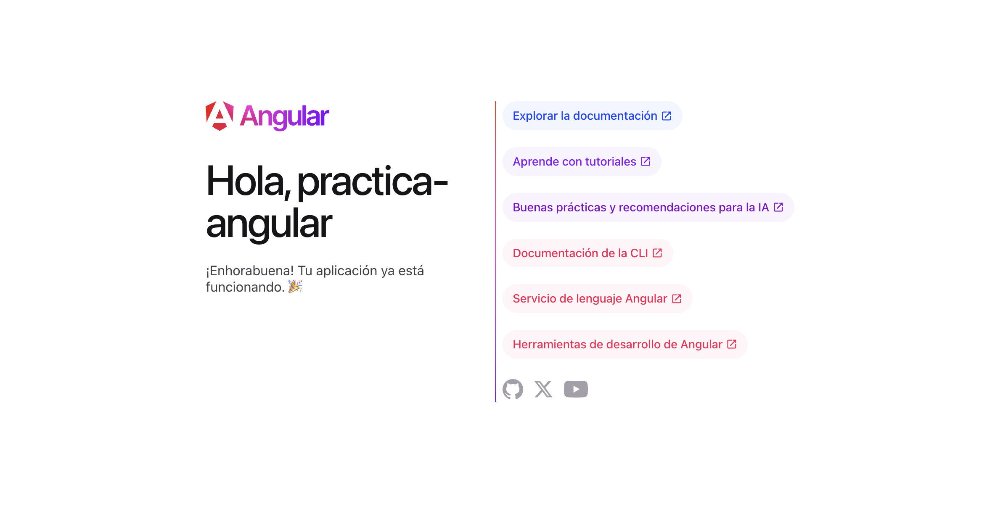 Angular
Hola, practica-
angular
¡Enhorabuena! Tu aplicación ya está
funcionando. 🎉
Explorar la documentación
Aprende con tutoriales
Buenas prácticas y recomendaciones para la IA
Documentación de la CLI
Servicio de lenguaje Angular
Herramientas de desarrollo de Angular